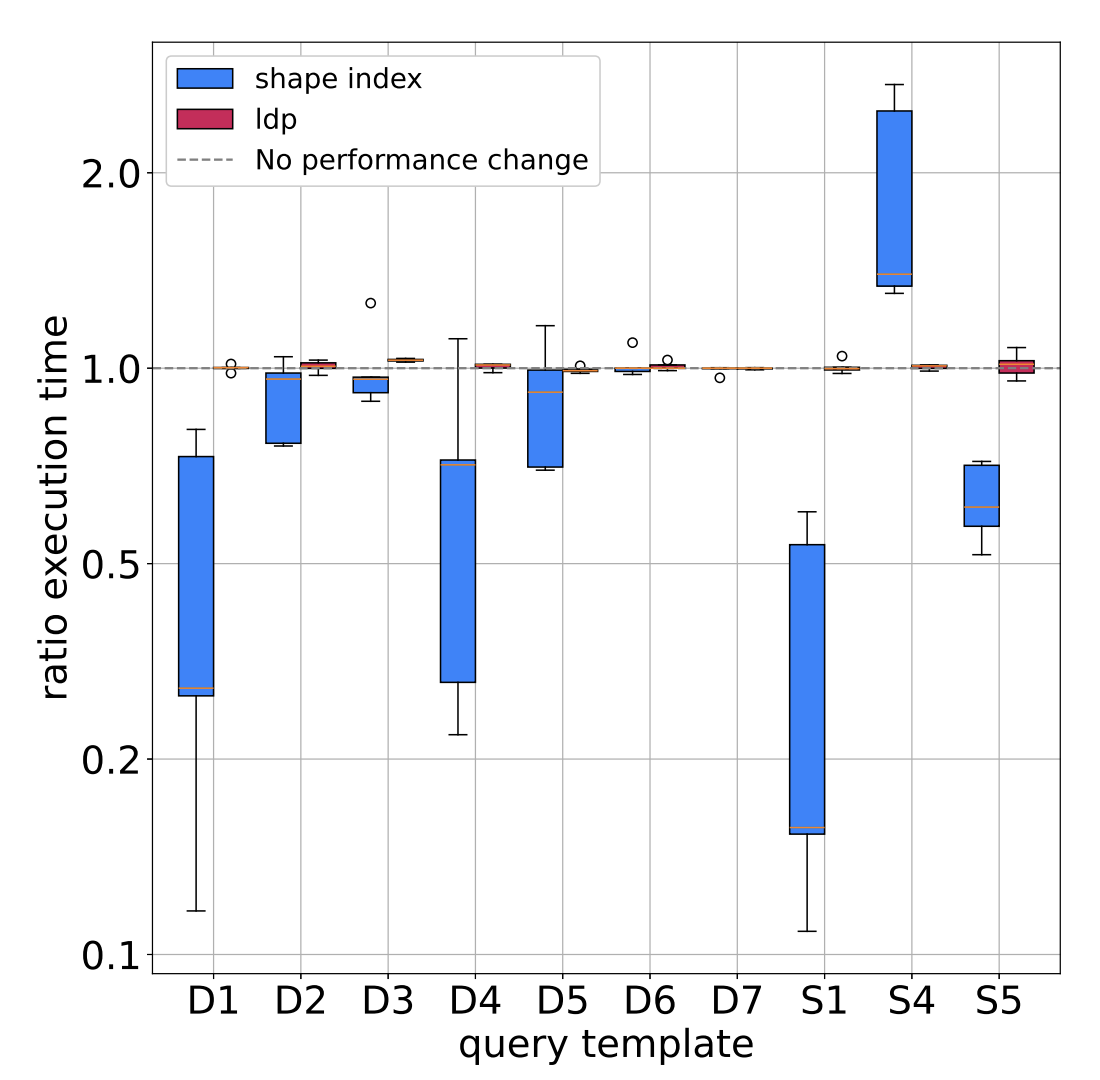 shape index
ldp
No performance change
ratio execution time
2.0
1.0
0.5
0.2
0.1
D1 D2 D3 D4 D5 D6 D7 S1 S4 S5
query template